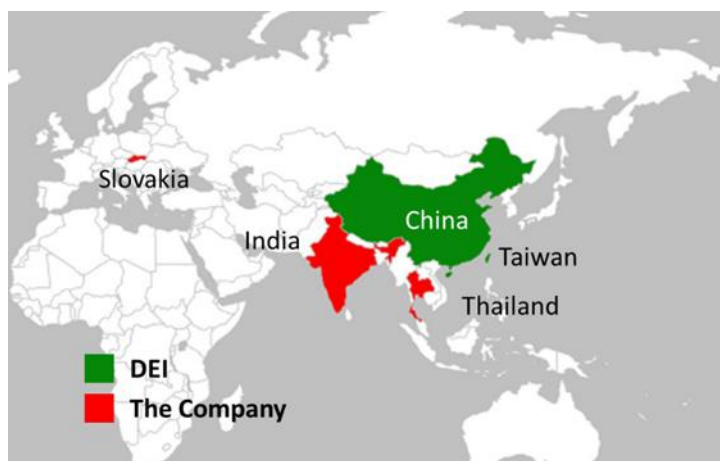 Slovakia
China
India
Taiwan
Thailand
DEI
The Company